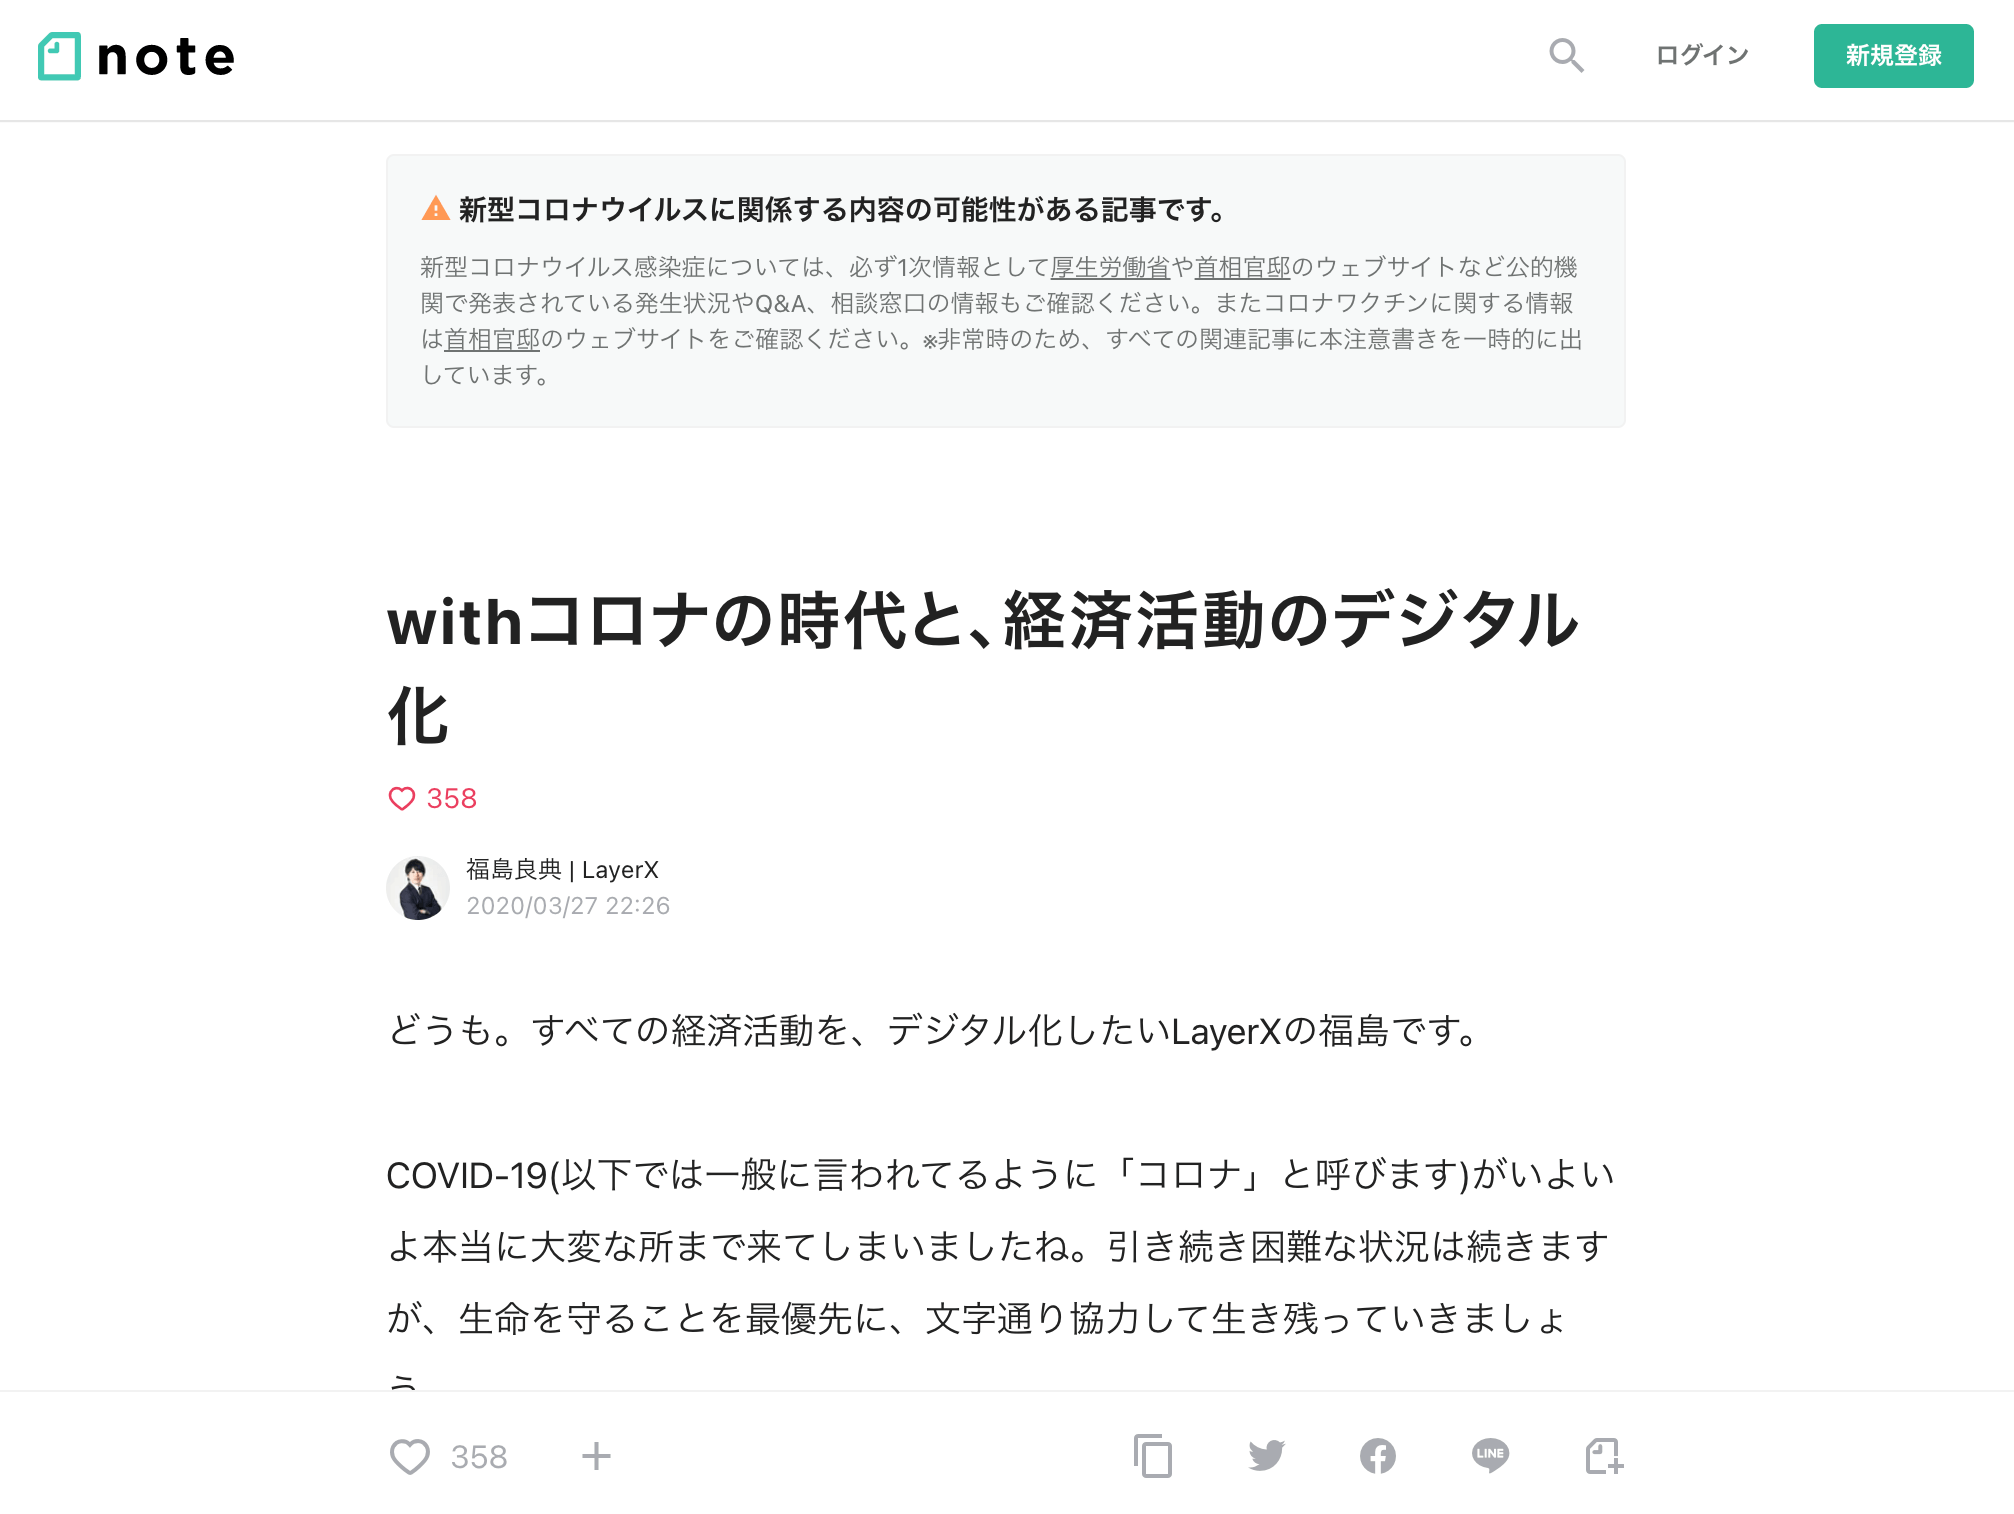 note
ログイン
新規登録
新型コロナウイルスに関係する内容の可能性がある記事です。
新型コロナウイルス感染症については、必ず1次情報として厚生労働省や首相官邸のウェブサイトなど公的機
関で発表されている発生状況やQ&A、相談窓口の情報もご確認ください。またコロナワクチンに関する情報
は首相官邸のウェブサイトをご確認ください。※非常時のため、すべての関連記事に本注意書きを一時的に出
しています。
withコロナの時代と、経済活動のデジタル
化
358
福島良典 | LayerX
2020/03/27 22:26
どうも。すべての経済活動を、デジタル化したいLayerXの福島です。
COVID-19(以下では一般に言われてるように「コロナ」と呼びます)がいよい
よ本当に大変な所まで来てしまいましたね。引き続き困難な状況は続きます
が、生命を守ることを最優先に、文字通り協力して生き残っていきましょ
358
LINE